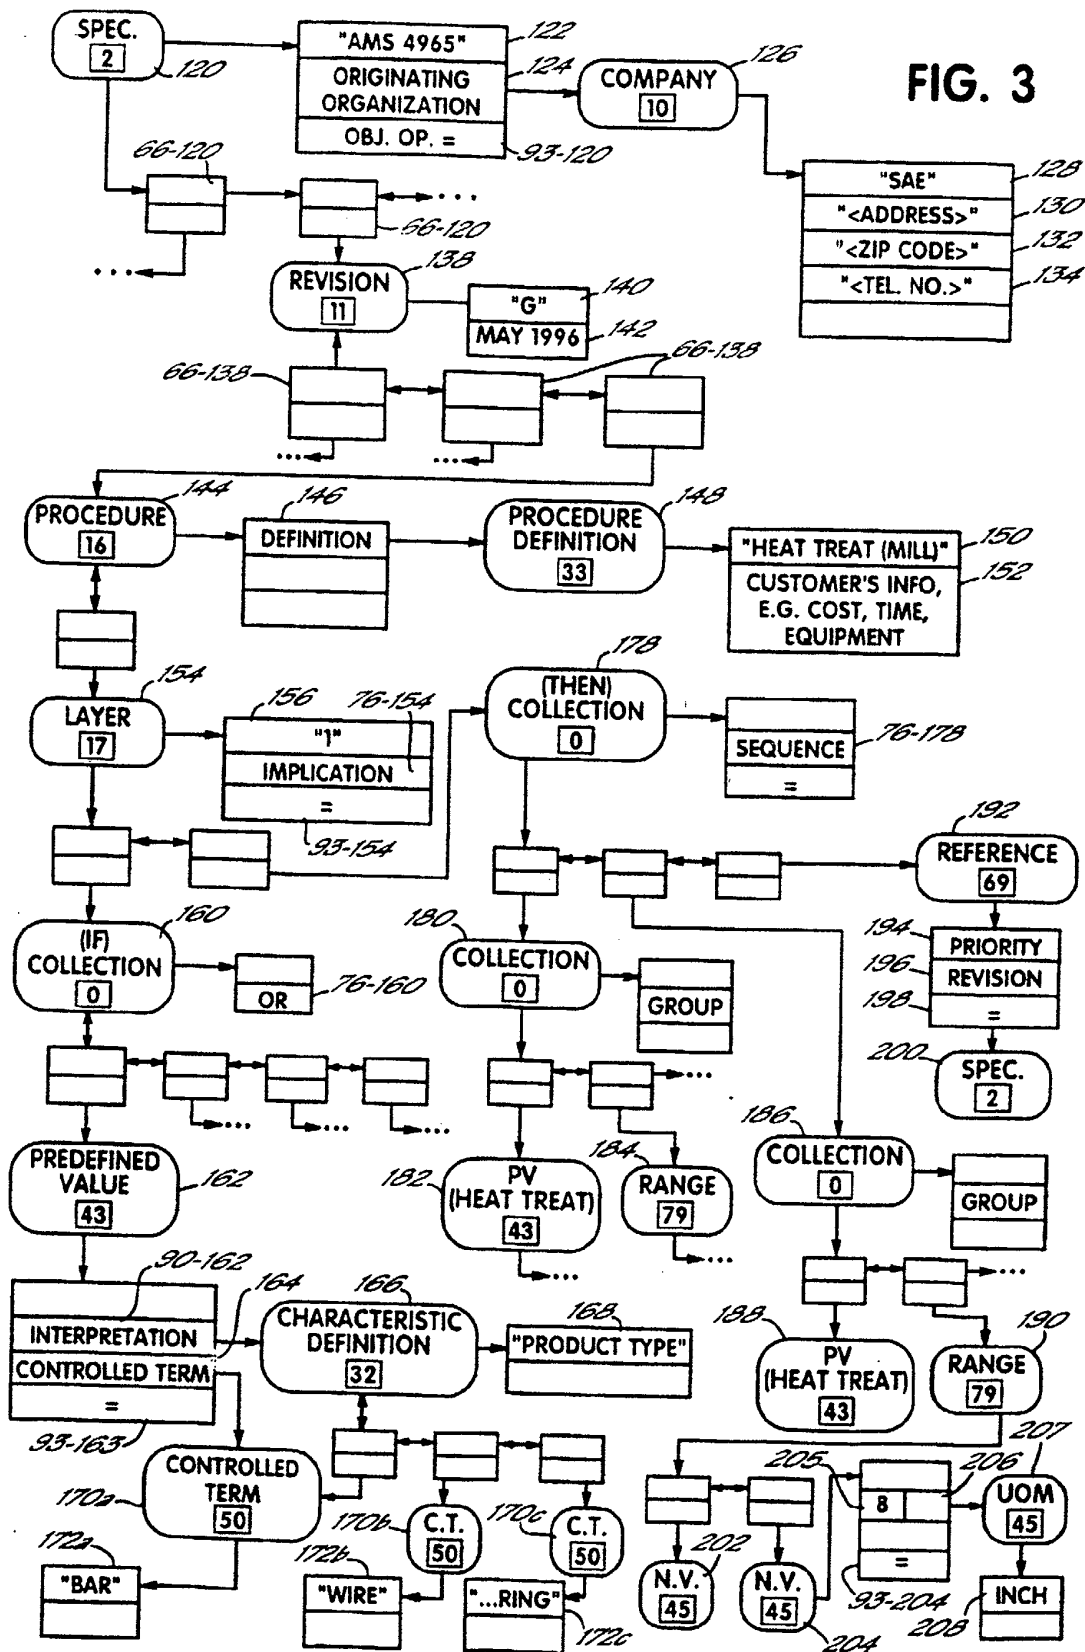 FIG. 3
SPEC.
2
120
"AMS 4965"
122
ORIGINATING
ORGANIZATION
124
OBJ. OP. =
93-120
COMPANY
10
126
"SAE"
128
"<ADDRESS>"
130
"<ZIP CODE>"
132
"<TEL. NO.>"
134
66-120
66-120
...
...
REVISION
11
138
"G"
140
MAY 1996
142
66-138
66-138
66-138
...
...
PROCEDURE
16
144
146
DEFINITION
PROCEDURE
DEFINITION
33
148
"HEAT TREAT (MILL)"
150
CUSTOMER'S INFO,
E.G. COST, TIME,
EQUIPMENT
152
LAYER
17
154
156
76-154
"1"
IMPLICATION
=
93-154
178
(THEN)
COLLECTION
0
SEQUENCE
=
76-178
192
REFERENCE
69
194
PRIORITY
196
REVISION
198
=
200
SPEC.
2
160
(IF)
COLLECTION
0
OR
76-160
180
COLLECTION
0
GROUP
...
...
...
...
PREDEFINED
VALUE
43
162
182
PV
(HEAT TREAT)
43
...
184
RANGE
79
...
186
COLLECTION
0
GROUP
...
90-162
164
INTERPRETATION
CONTROLLED TERM
=
93-163
166
CHARACTERISTIC
DEFINITION
32
168
"PRODUCT TYPE"
188
PV
(HEAT TREAT)
43
190
RANGE
79
170a
CONTROLLED
TERM
50
172a
"BAR"
170b
C.T.
50
172b
"WIRE"
170c
C.T.
50
"...RING"
172c
202
N.V.
45
N.V.
45
204
205
8
206
=
93-204
207
UOM
45
INCH
208